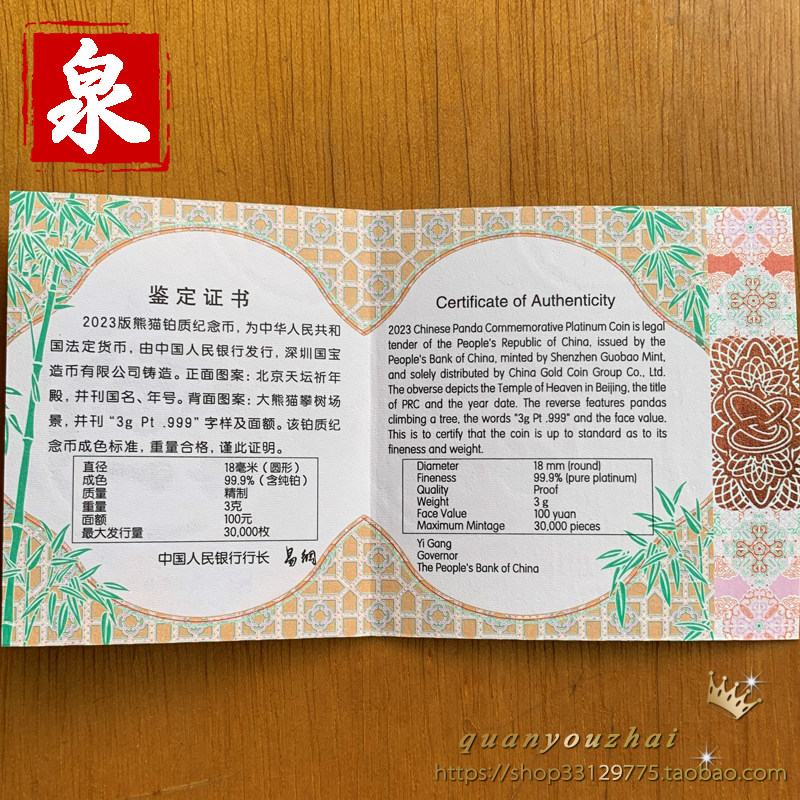 泉
鉴定证书
2023版熊猫铂质纪念币，为中华人民共和
国法定货币，由中国人民银行发行，深圳国宝
造币有限公司铸造。正面图案：北京天坛祈年
殿，并刊国名、年号。背面图案：大熊猫攀树场
景，并刊“3g Pt .999”字样及面额。该铂质纪
念币成色标准，重量合格，谨此证明。
直径 18毫米（圆形）
成色 99.9%（含纯铂）
质量 精制
重量 3克
面额 100元
最大发行量 30,000枚
中国人民银行行长 易纲
Certificate of Authenticity
2023 Chinese Panda Commemorative Platinum Coin is legal
tender of the People's Republic of China, issued by the
People's Bank of China, minted by Shenzhen Guobao Mint,
and solely distributed by China Gold Coin Group Co., Ltd.
The obverse depicts the Temple of Heaven in Beijing, the title
of PRC and the year date. The reverse features pandas
climbing a tree, the words "3g Pt .999" and the face value.
This is to certify that the coin is up to standard as to its
fineness and weight.
Diameter 18 mm (round)
Fineness 99.9% (pure platinum)
Quality Proof
Weight 3 g
Face Value 100 yuan
Maximum Mintage 30,000 pieces
Yi Gang
Governor
The People's Bank of China
quanyouzhai
https://shop33129775.taobao.com